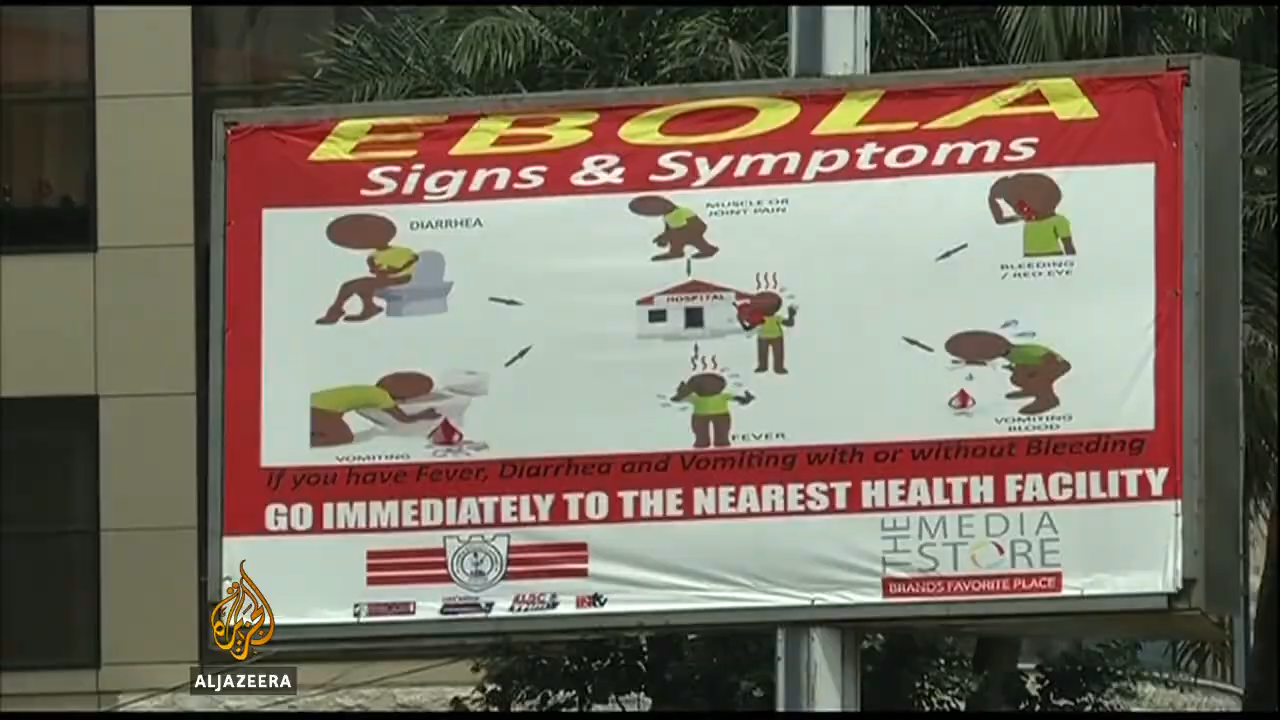 EBOLA
Signs & Symptoms
DIARRHEA
MUSCLE OR
JOINT PAIN
BLEEDING
/ RED EYE
HOSPITAL
VOMITING
FEVER
VOMITING
BLOOD
If you have Fever, Diarrhea and Vomiting with or without Bleeding
GO IMMEDIATELY TO THE NEAREST HEALTH FACILITY
THE MEDIA
STORE
BRANDS FAVORITE PLACE
الجزيرة
ALJAZEERA